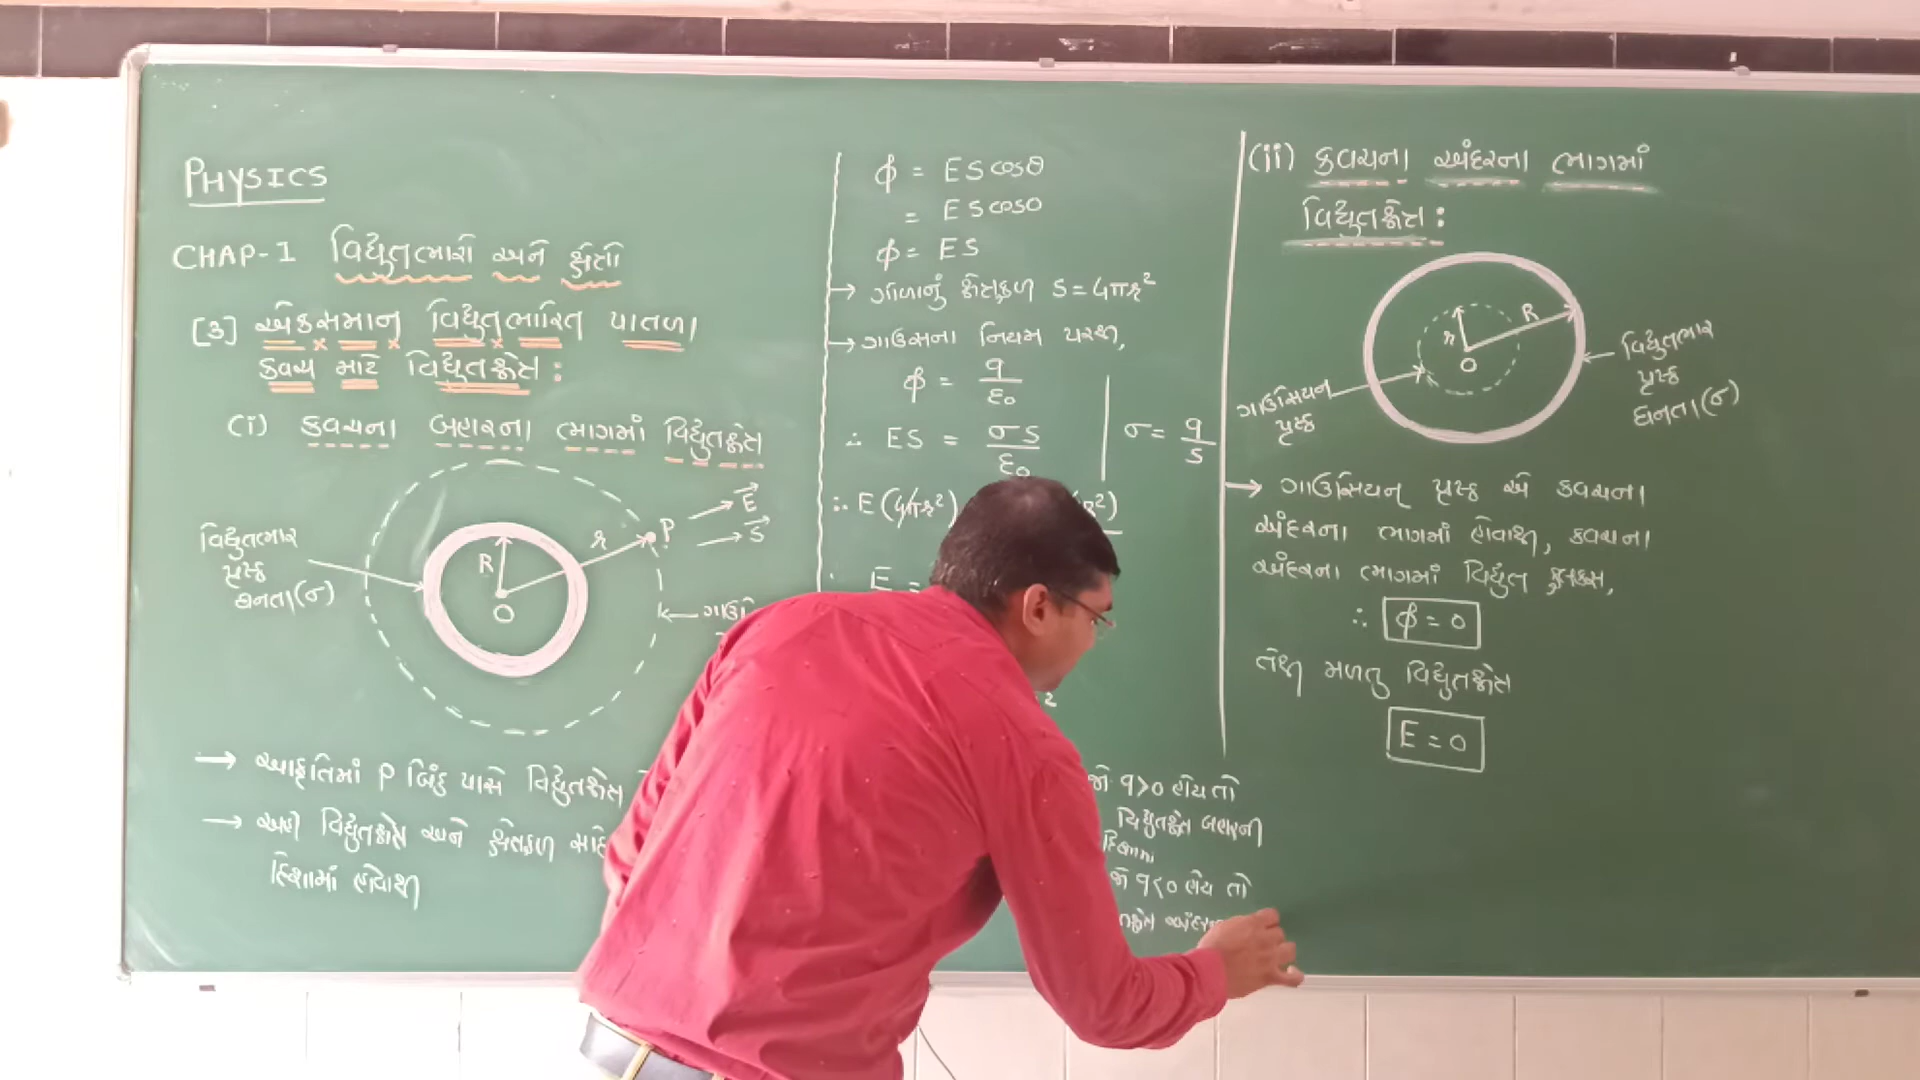 PHYSICS
CHAP-1 વિદ્યુતભારો અને ક્ષેત્રો
[3] એકસમાન વિદ્યુતભારિત પાતળા
કવચ માટે વિદ્યુતક્ષેત્ર :
(i) કવચના બહારના ભાગમાં વિદ્યુતક્ષેત્ર
વિદ્યુતભાર
પૃષ્ઠ
ઘનતા(σ)
R
O
r
P
E⃗
S⃗
→ આકૃતિમાં P બિંદુ પાસે વિદ્યુતક્ષેત્ર
→ અહીં વિદ્યુતક્ષેત્ર અને ક્ષેત્રફળ
દિશામાં હોવાથી
ϕ = ES cosθ
= ES cos0
ϕ = ES
→ ગોળાનું ક્ષેત્રફળ S = 4πr²
→ ગાઉસના નિયમ પરથી,
ϕ = q/ε₀
∴ ES = σS/ε₀
σ = q/S
∴ E(4πr²)
E =
જો q>0 હોય તો
વિદ્યુતક્ષેત્ર બહારની
જો q<0 હોય તો
(ii) કવચના અંદરના ભાગમાં
વિદ્યુતક્ષેત્ર :
R
r
O
વિદ્યુતભાર
પૃષ્ઠ
ઘનતા(σ)
ગાઉસિયન
પૃષ્ઠ
→ ગાઉસિયન પૃષ્ઠ એ કવચના
અંદરના ભાગમાં હોવાથી, કવચના
અંદરના ભાગમાં વિદ્યુત ફ્લક્સ,
∴ ϕ = 0
તેથી મળતુ વિદ્યુતક્ષેત્ર
E = 0